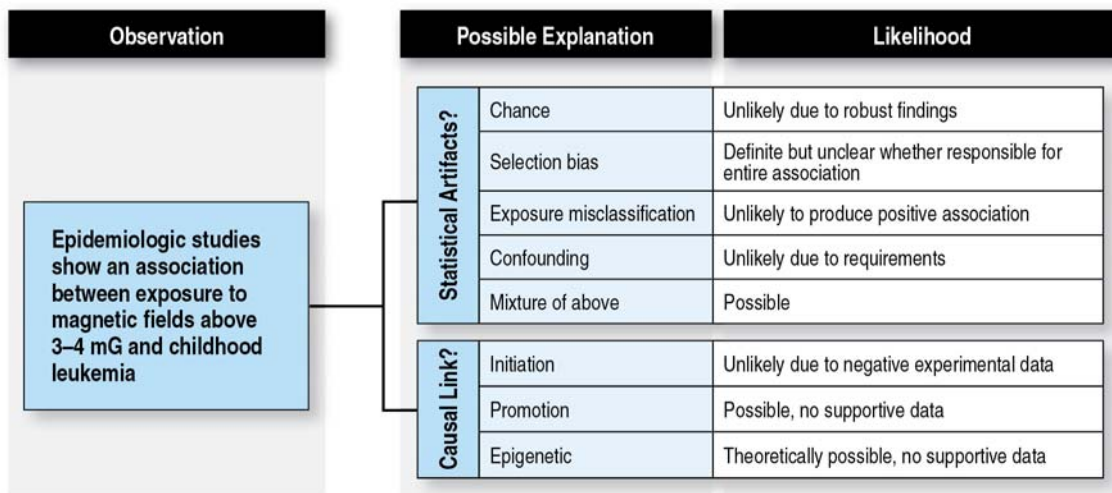 Observation
Possible Explanation
Likelihood
Epidemiologic studies
show an association
between exposure to
magnetic fields above
3–4 mG and childhood
leukemia
Statistical Artifacts?
Chance
Unlikely due to robust findings
Selection bias
Definite but unclear whether responsible for
entire association
Exposure misclassification
Unlikely to produce positive association
Confounding
Unlikely due to requirements
Mixture of above
Possible
Causal Link?
Initiation
Unlikely due to negative experimental data
Promotion
Possible, no supportive data
Epigenetic
Theoretically possible, no supportive data